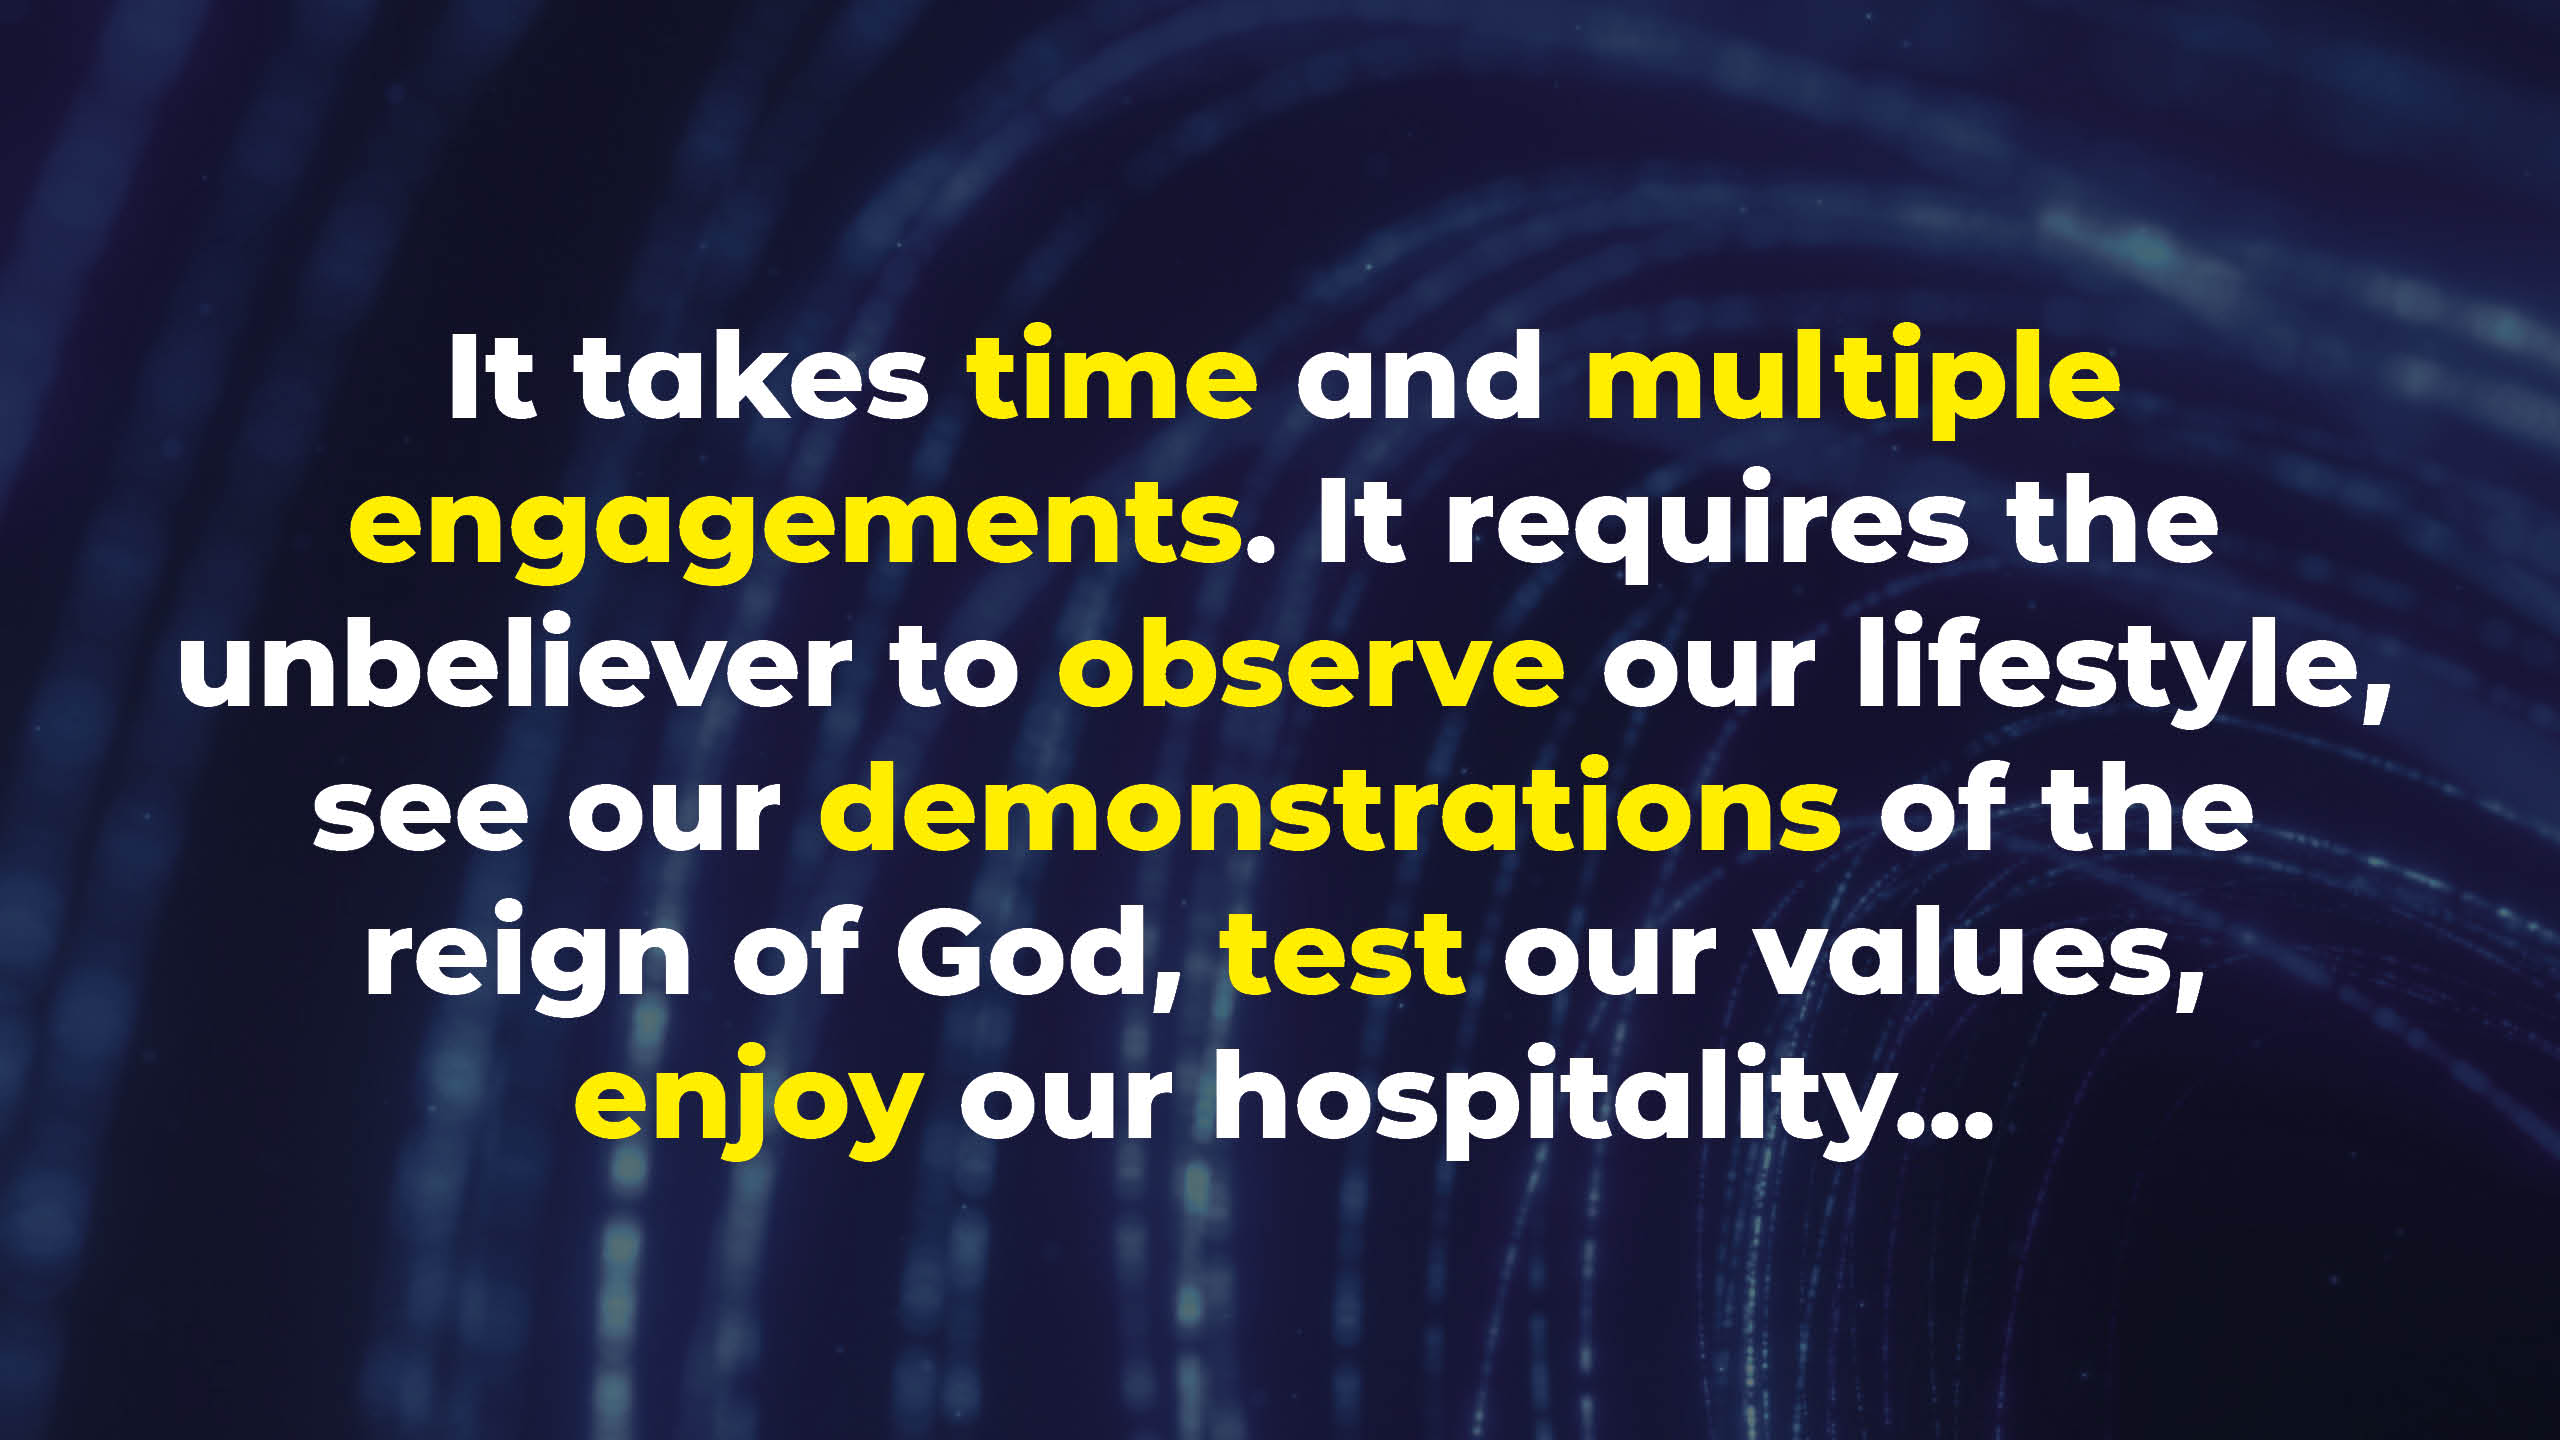 It takes time and multiple
engagements. It requires the
unbeliever to observe our lifestyle,
see our demonstrations of the
reign of God, test our values,
enjoy our hospitality...